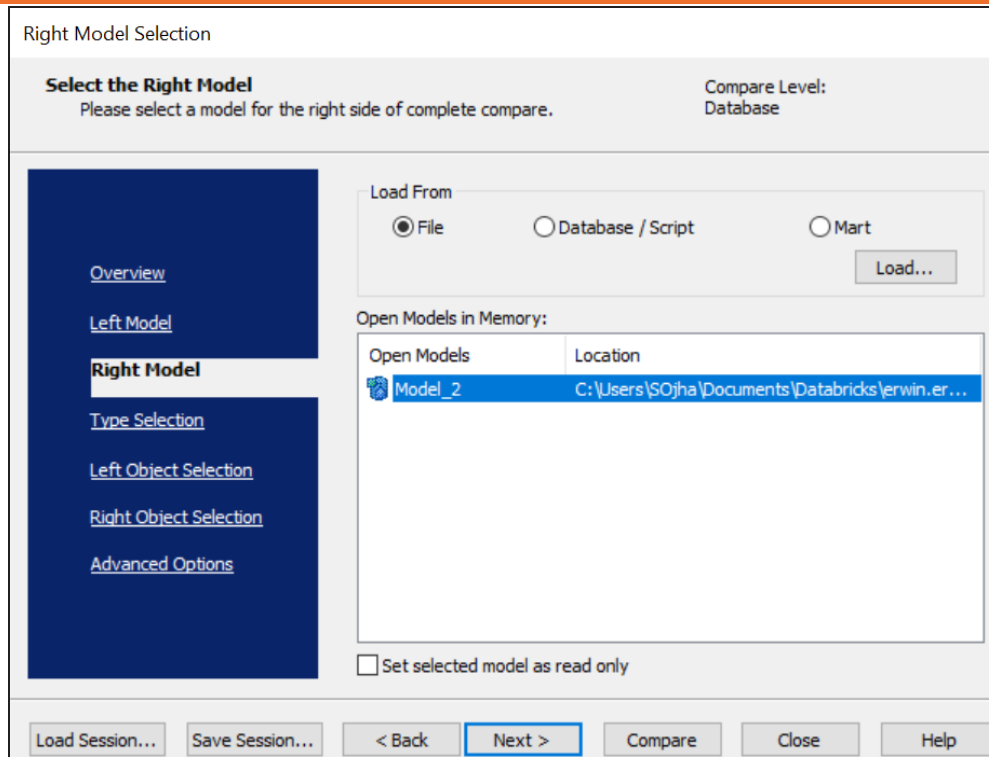 Right Model Selection
Select the Right Model
Please select a model for the right side of complete compare.
Compare Level:
Database
Overview
Left Model
Right Model
Type Selection
Left Object Selection
Right Object Selection
Advanced Options
Load From
File Database / Script Mart
Load...
Open Models in Memory:
Open Models Location
Model_2 C:\Users\SOjha\Documents\Databricks\erwin.er...
Set selected model as read only
Load Session... Save Session... < Back Next > Compare Close Help